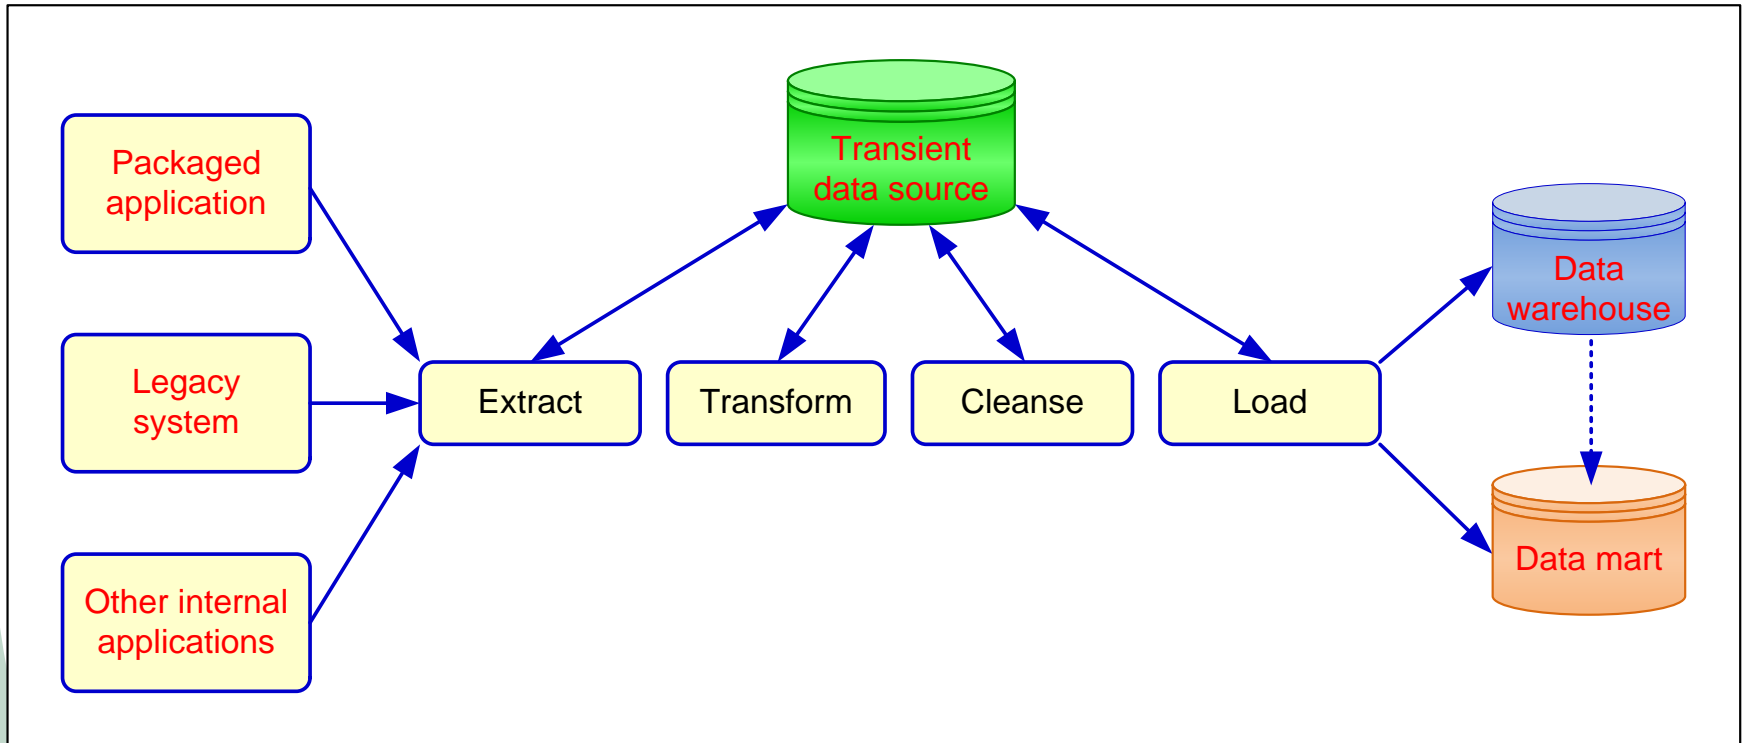 Packaged
application
Legacy
system
Other internal
applications
Transient
data source
Extract
Transform
Cleanse
Load
Data
warehouse
Data mart